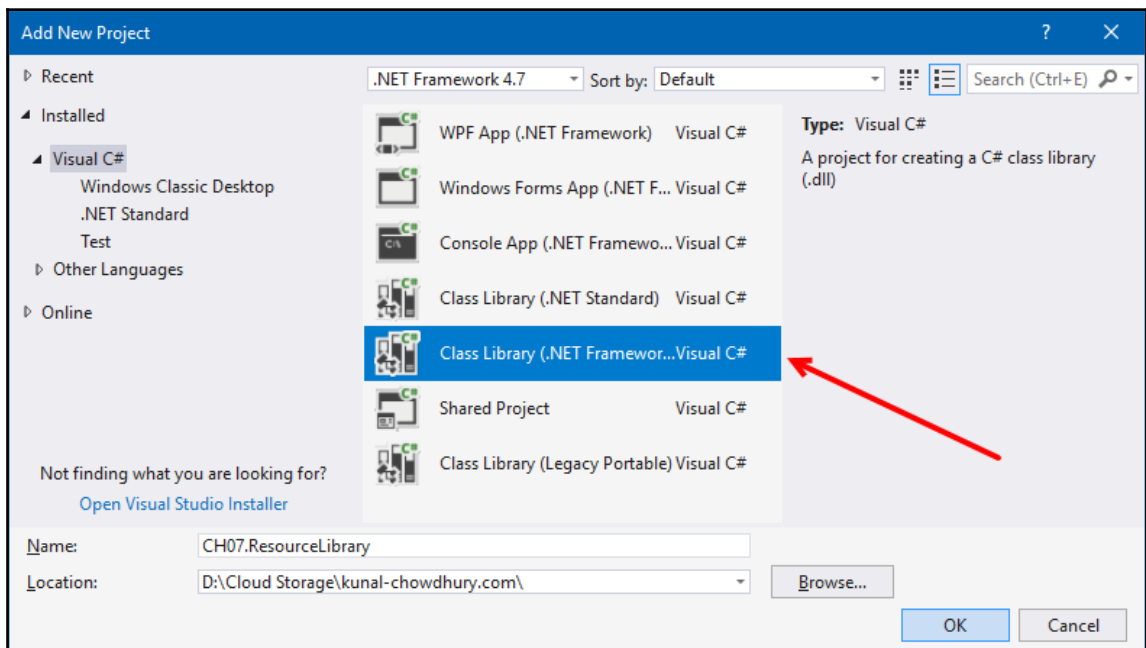 Add New Project
?
Recent
Installed
Visual C#
Windows Classic Desktop
.NET Standard
Test
Other Languages
Online
Not finding what you are looking for?
Open Visual Studio Installer
.NET Framework 4.7 Sort by: Default
Search (Ctrl+E)
WPF App (.NET Framework) Visual C#
Windows Forms App (.NET F... Visual C#
Console App (.NET Framewo... Visual C#
Class Library (.NET Standard) Visual C#
Class Library (.NET Framewor...Visual C#
Shared Project Visual C#
Class Library (Legacy Portable) Visual C#
Type: Visual C#
A project for creating a C# class library
(.dll)
Name: CH07.ResourceLibrary
Location: D:\Cloud Storage\kunal-chowdhury.com\ Browse...
OK Cancel